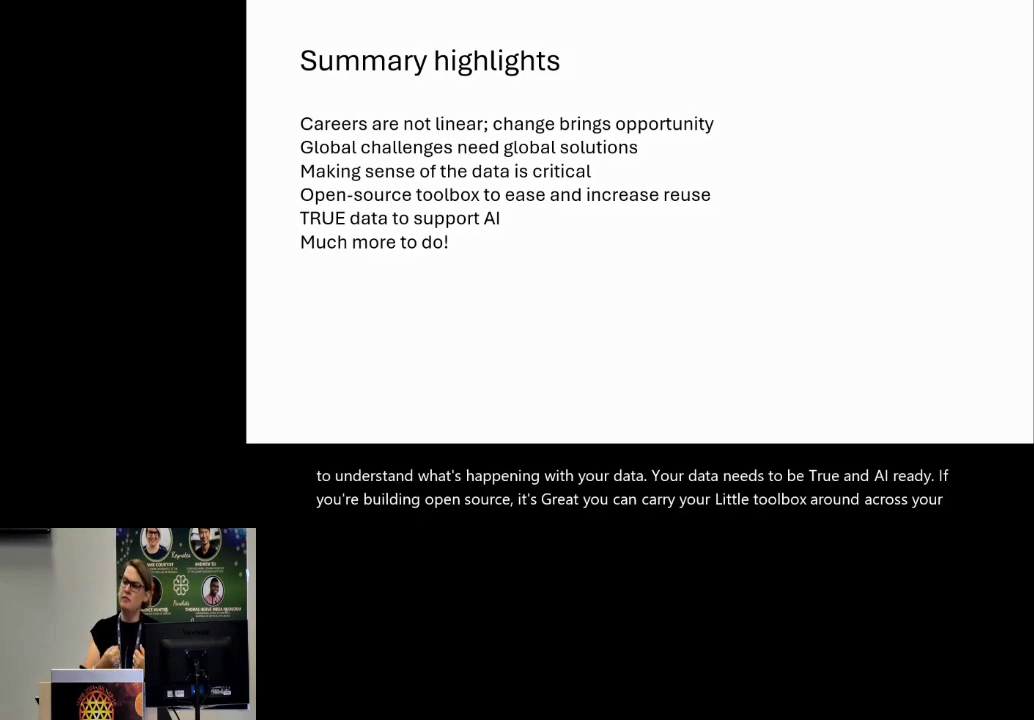 Summary highlights
Careers are not linear; change brings opportunity
Global challenges need global solutions
Making sense of the data is critical
Open-source toolbox to ease and increase reuse
TRUE data to support AI
Much more to do!
to understand what's happening with your data. Your data needs to be True and AI ready. If
you're building open source, it's Great you can carry your Little toolbox around across your
Keynotes
ANDREW SU